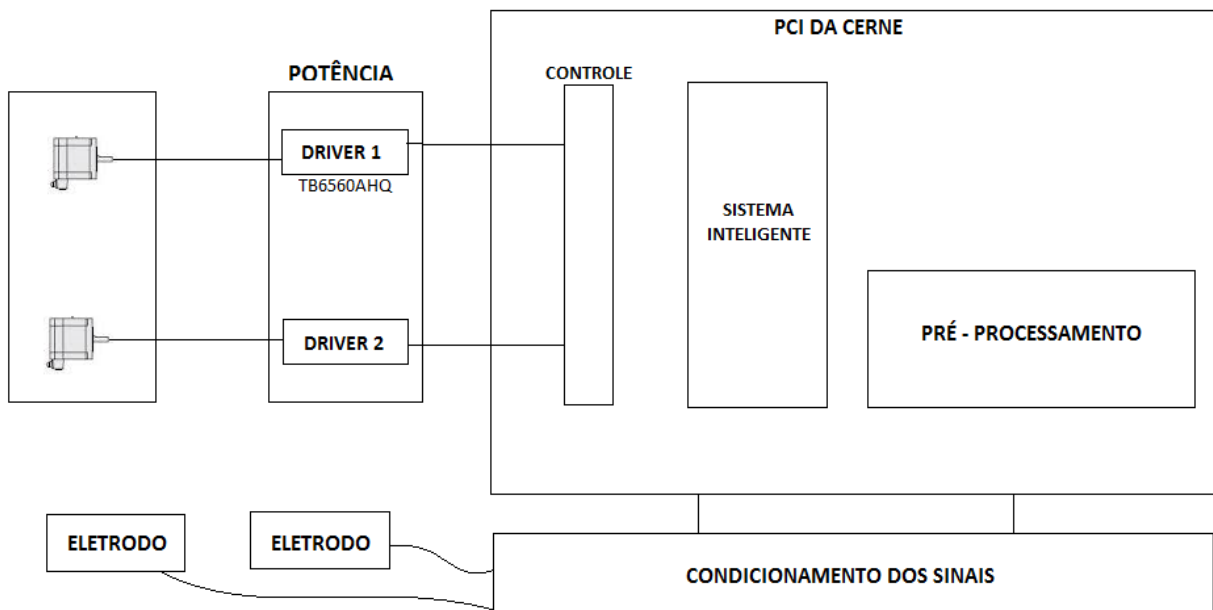 PCI DA CERNE
POTÊNCIA
CONTROLE
DRIVER 1
TB6560AHQ
SISTEMA
INTELIGENTE
DRIVER 2
PRÉ - PROCESSAMENTO
ELETRODO
ELETRODO
CONDICIONAMENTO DOS SINAIS